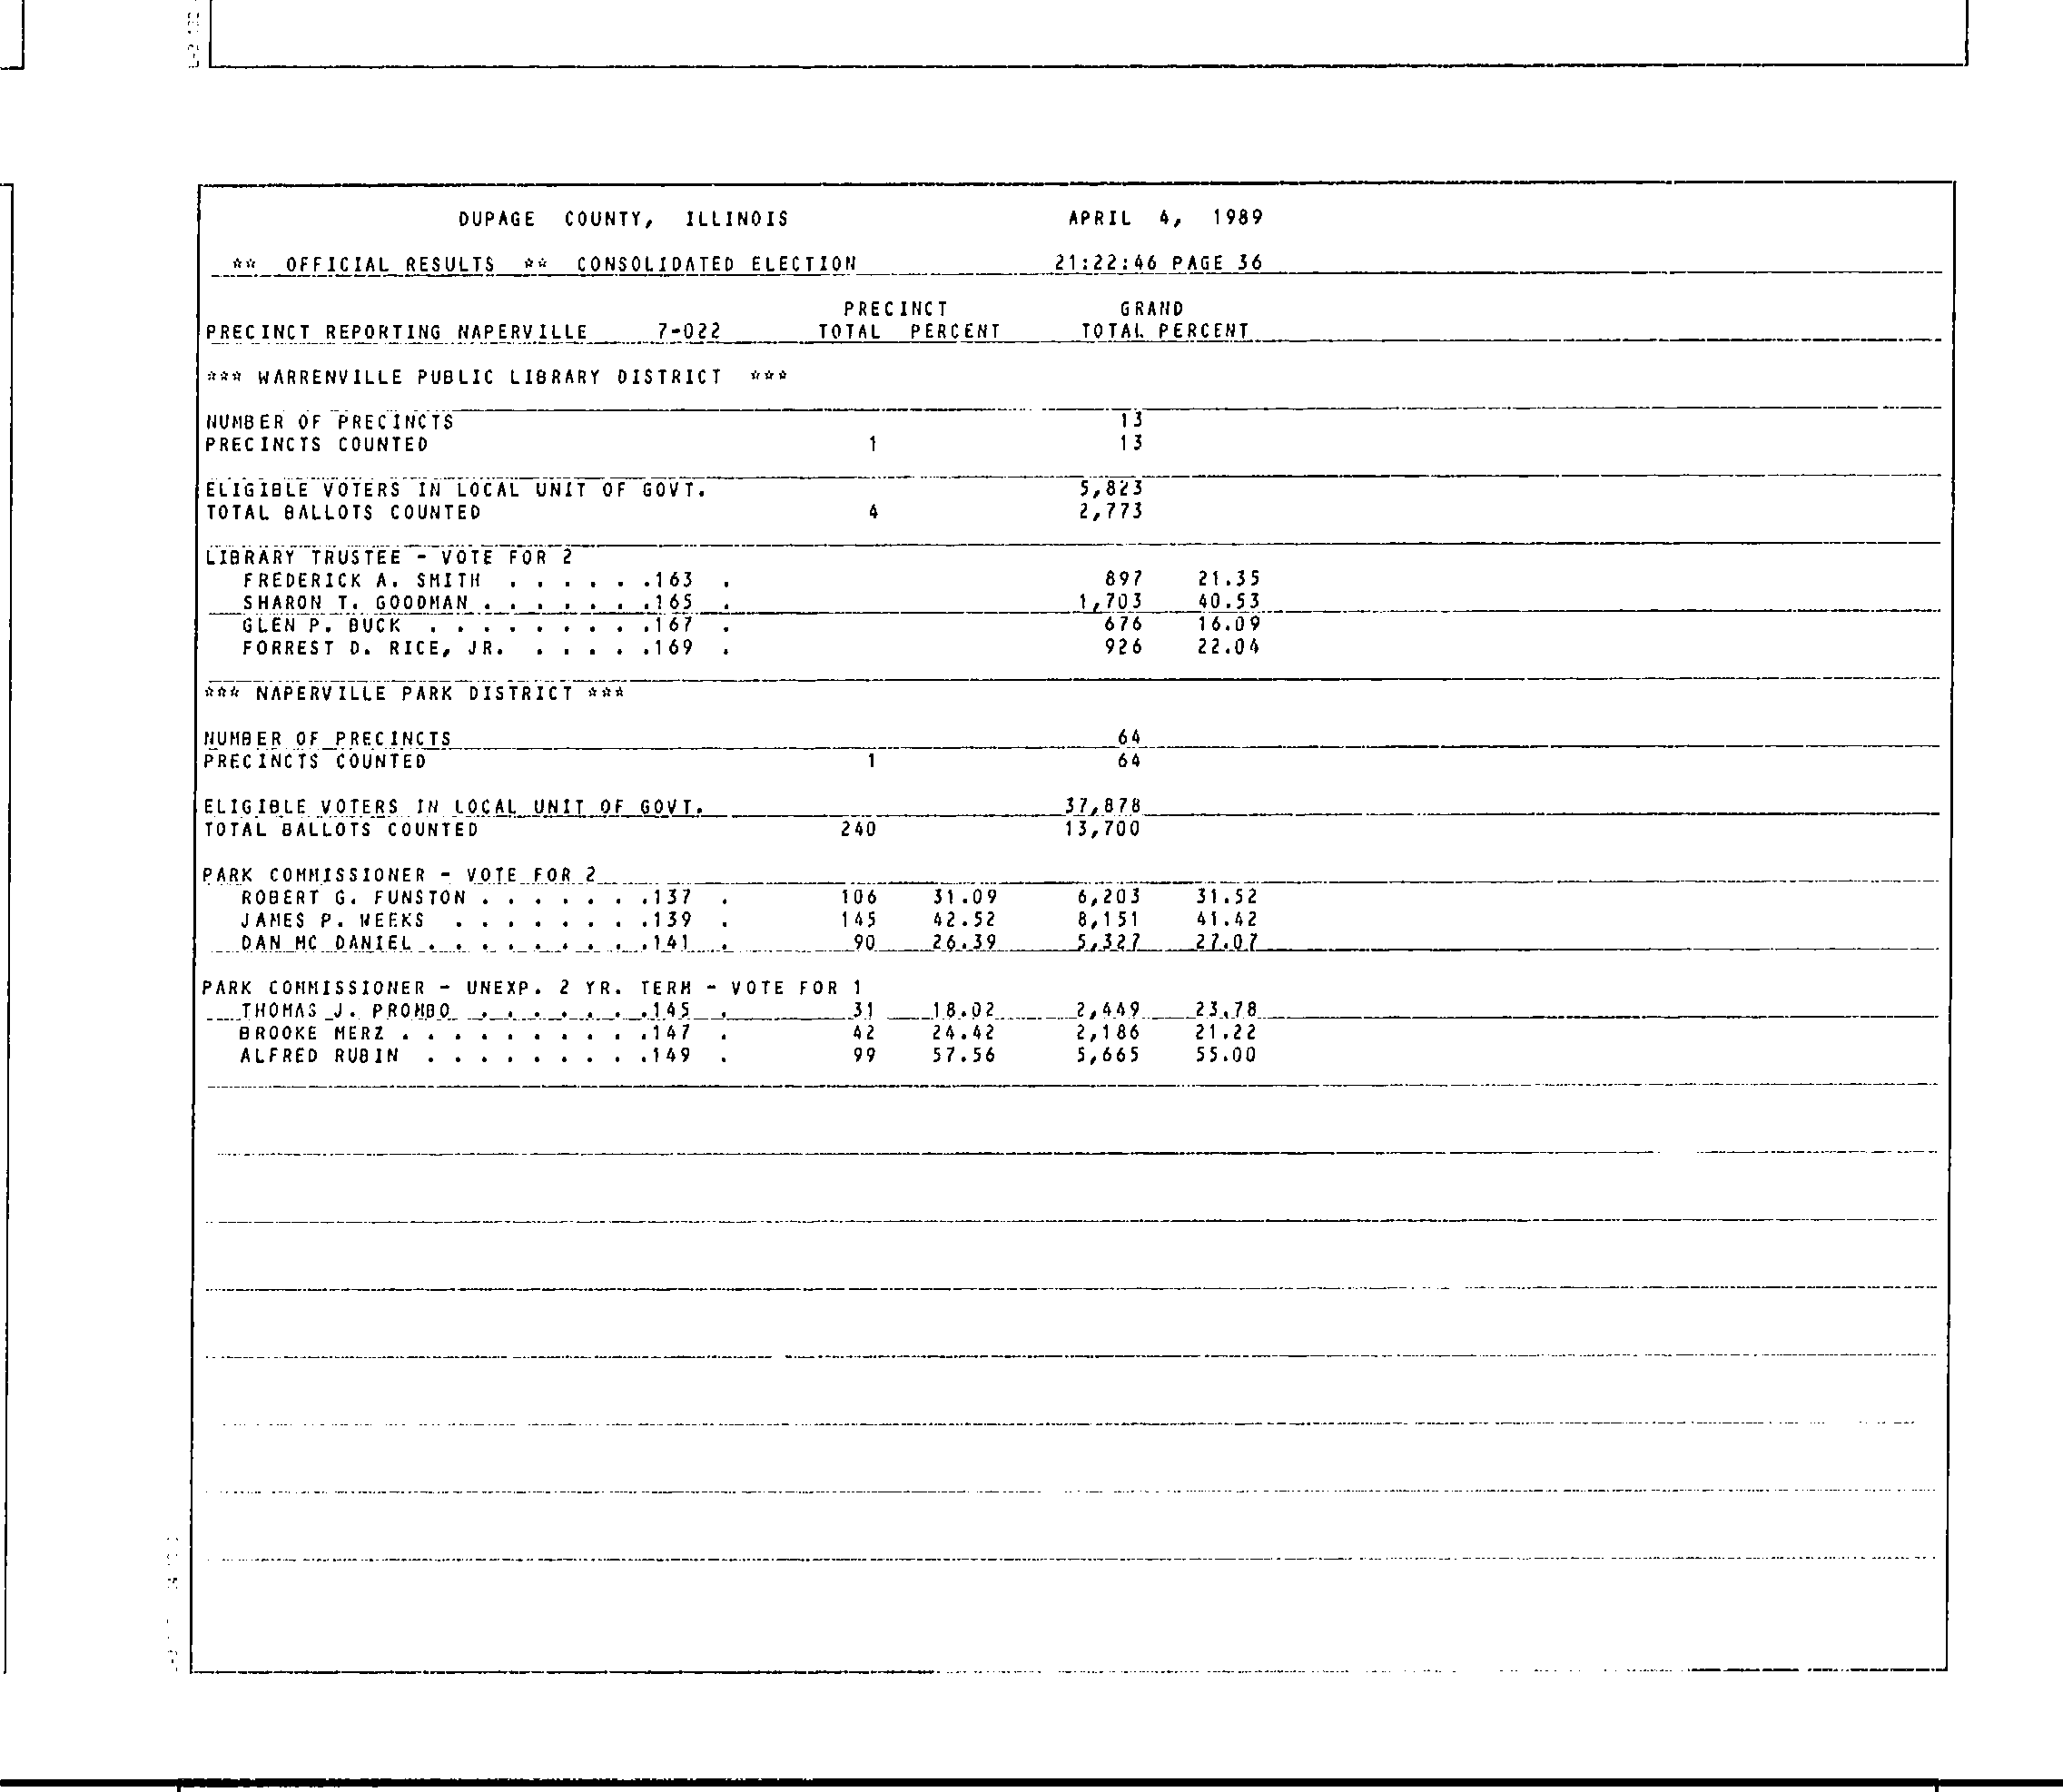 DUPAGE COUNTY, ILLINOIS APRIL 4, 1989
** OFFICIAL RESULTS ** CONSOLIDATED ELECTION 21:22:46 PAGE 36
PRECINCT GRAND
PRECINCT REPORTING NAPERVILLE 7-022 TOTAL PERCENT TOTAL PERCENT
*** WARRENVILLE PUBLIC LIBRARY DISTRICT ***
NUMBER OF PRECINCTS 13
PRECINCTS COUNTED 1 13
ELIGIBLE VOTERS IN LOCAL UNIT OF GOVT. 5,823
TOTAL BALLOTS COUNTED 4 2,773
LIBRARY TRUSTEE - VOTE FOR 2
FREDERICK A. SMITH . . . . . .163 . 897 21.35
SHARON T. GOODMAN . . . . . . .165 . 1,703 40.53
GLEN P. BUCK . . . . . . . . .167 . 676 16.09
FORREST D. RICE, JR. . . . . .169 . 926 22.04
*** NAPERVILLE PARK DISTRICT ***
NUMBER OF PRECINCTS 64
PRECINCTS COUNTED 1 64
ELIGIBLE VOTERS IN LOCAL UNIT OF GOVT. 37,878
TOTAL BALLOTS COUNTED 240 13,700
PARK COMMISSIONER - VOTE FOR 2
ROBERT G. FUNSTON . . . . . . .137 . 106 31.09 6,203 31.52
JAMES P. WEEKS . . . . . . . .139 . 145 42.52 8,151 41.42
DAN MC DANIEL . . . . . . . . .141 . 90 26.39 5,327 27.07
PARK COMMISSIONER - UNEXP. 2 YR. TERM - VOTE FOR 1
THOMAS J. PROMBO . . . . . . .145 . 31 18.02 2,449 23.78
BROOKE MERZ . . . . . . . . . .147 . 42 24.42 2,186 21.22
ALFRED RUBIN . . . . . . . . .149 . 99 57.56 5,665 55.00